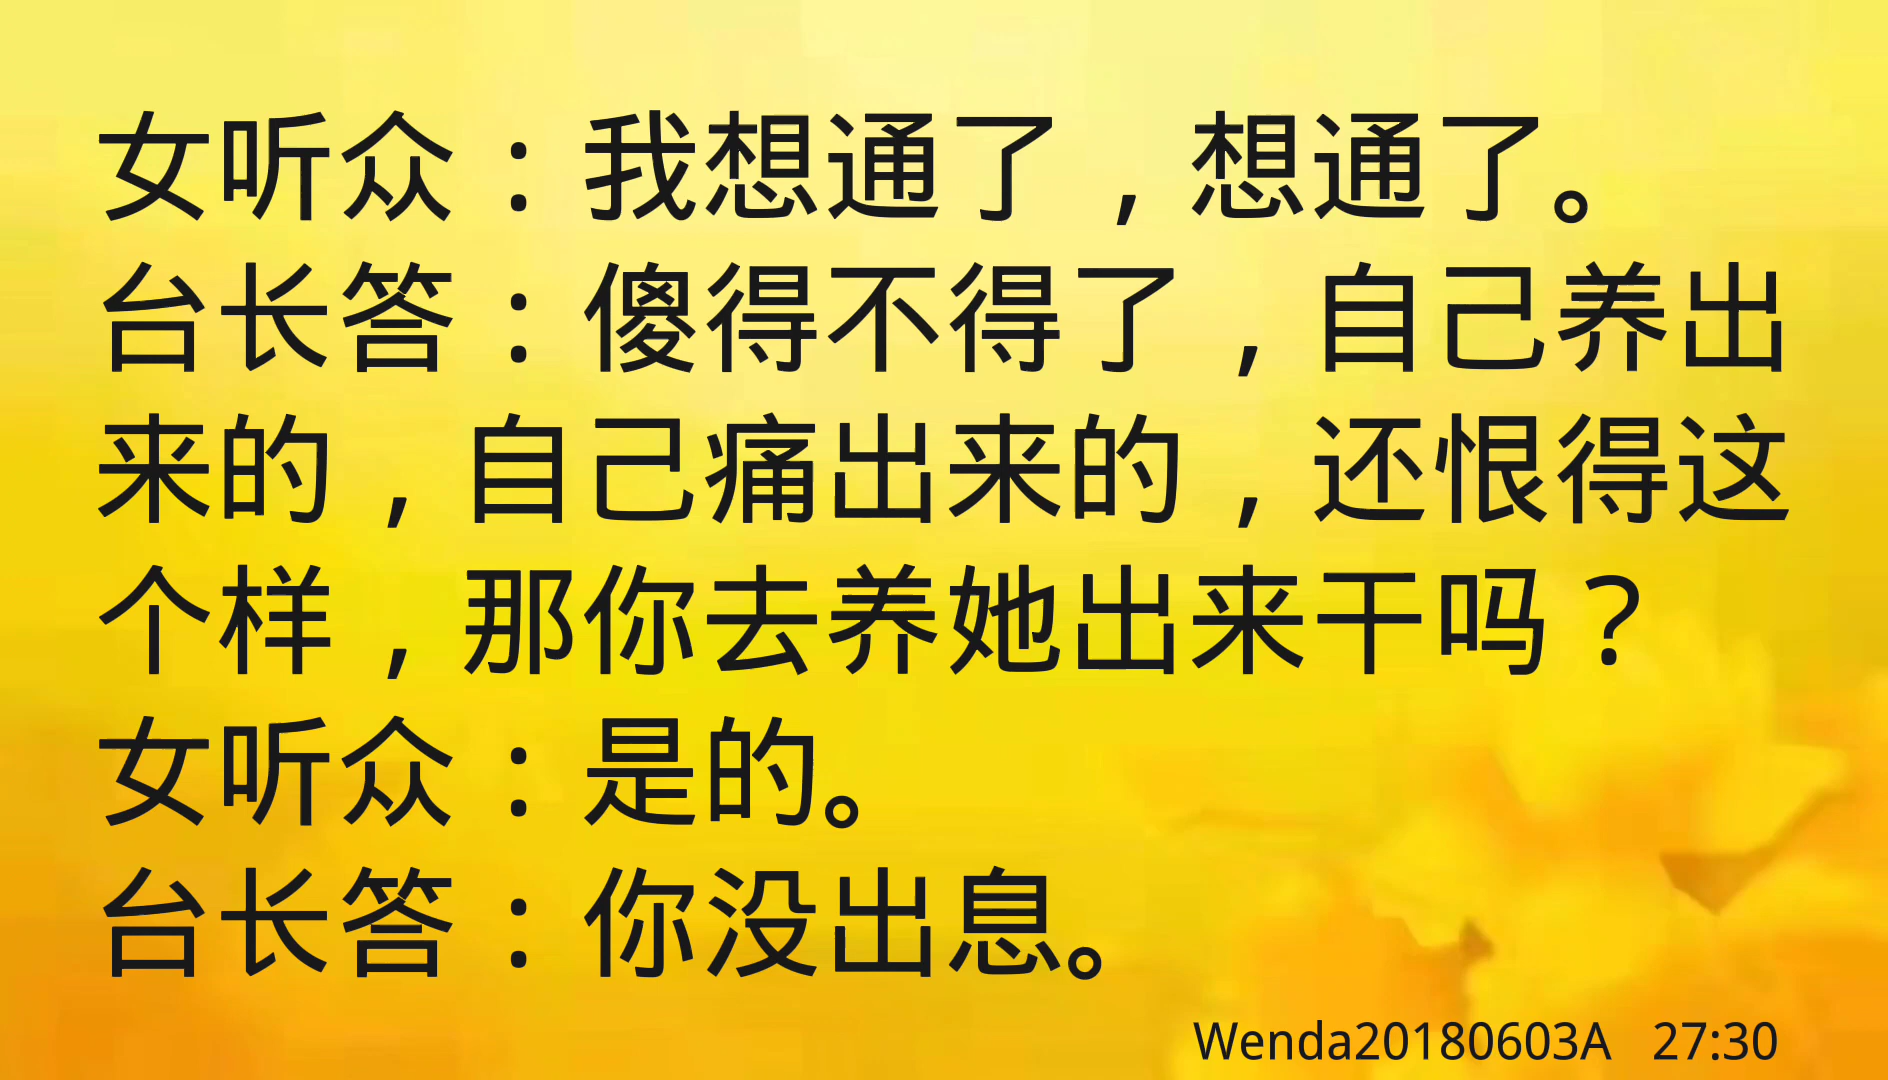 女听众：我想通了，想通了。
台长答：傻得不得了，自己养出
来的，自己痛出来的，还恨得这
个样，那你去养她出来干吗？
女听众：是的。
台长答：你没出息。
Wenda20180603A 27:30